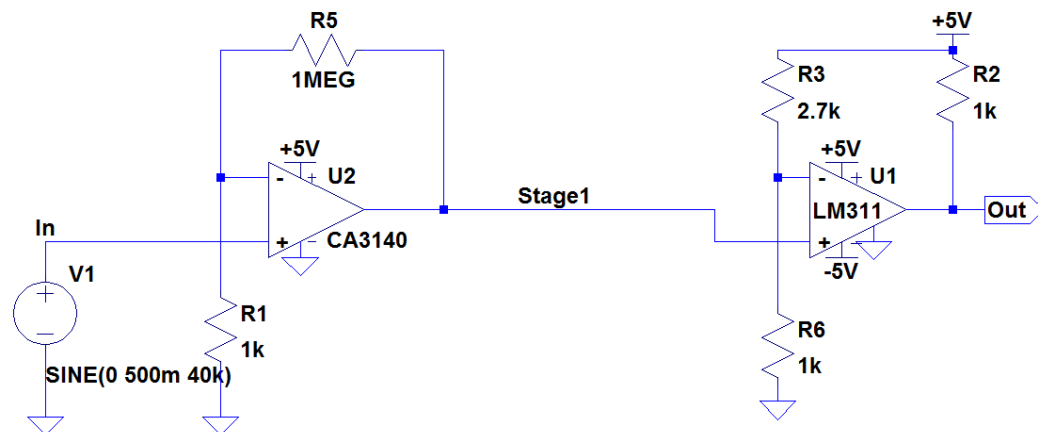 R5
1MEG
+5V
U2
-
+
+
-
CA3140
In
V1
+
-
SINE(0 500m 40k)
R1
1k
Stage1
+5V
R3
2.7k
R2
1k
+5V
U1
-
+
LM311
+
-
-5V
Out
R6
1k